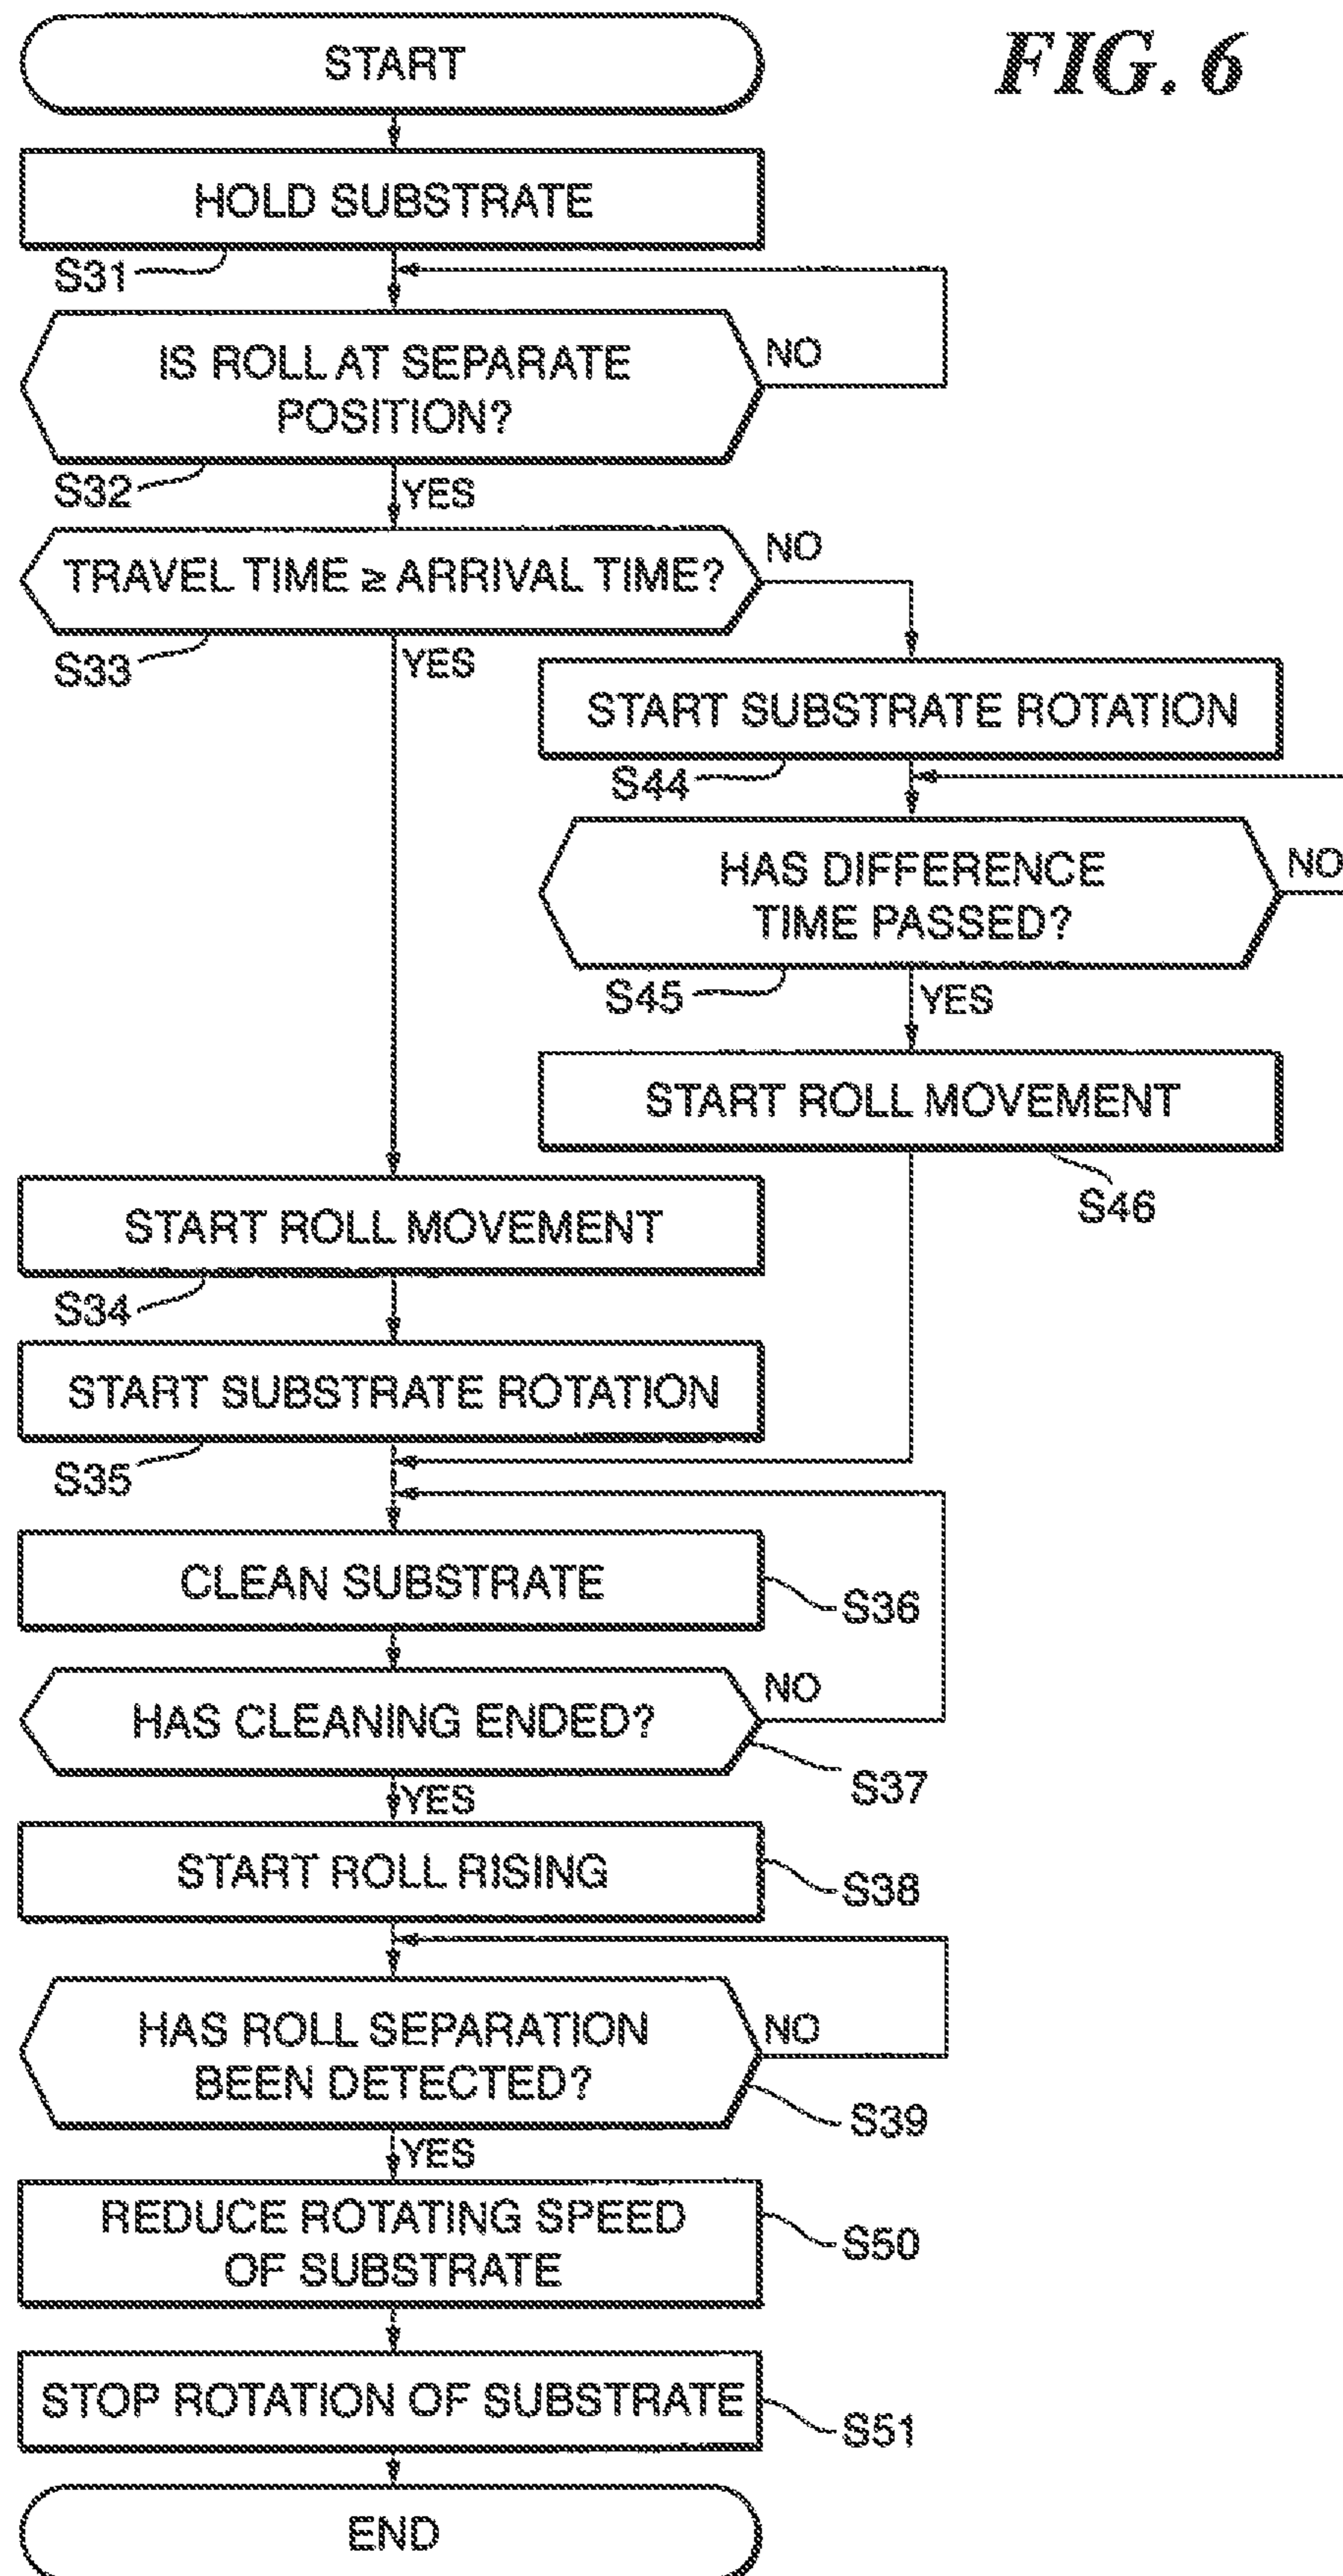 FIG. 6
START
HOLD SUBSTRATE
S31
IS ROLL AT SEPARATE
POSITION?
NO
S32
YES
TRAVEL TIME ≥ ARRIVAL TIME?
NO
S33
YES
START SUBSTRATE ROTATION
S44
HAS DIFFERENCE
TIME PASSED?
NO
S45
YES
START ROLL MOVEMENT
S46
START ROLL MOVEMENT
S34
START SUBSTRATE ROTATION
S35
CLEAN SUBSTRATE
S36
HAS CLEANING ENDED?
NO
S37
YES
START ROLL RISING
S38
HAS ROLL SEPARATION
BEEN DETECTED?
NO
S39
YES
REDUCE ROTATING SPEED
OF SUBSTRATE
S50
STOP ROTATION OF SUBSTRATE
S51
END